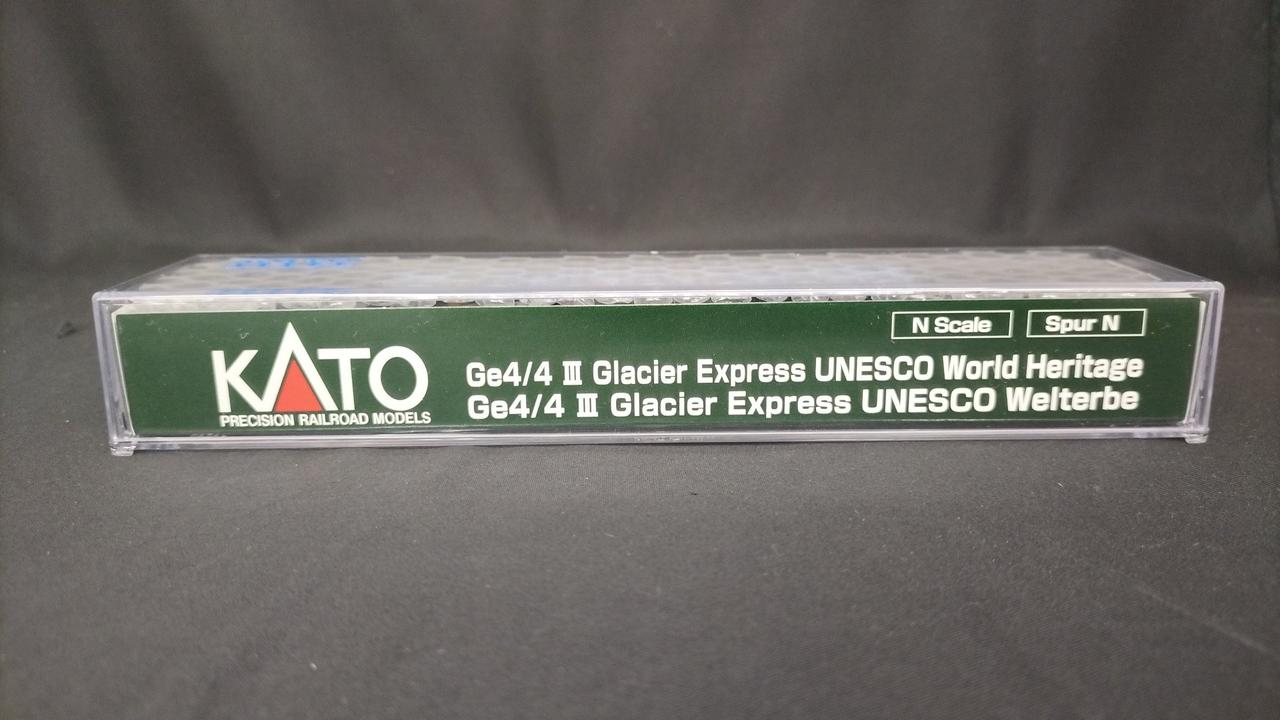 N Scale Spur N
KATO
PRECISION RAILROAD MODELS
Ge4/4 Ⅲ Glacier Express UNESCO World Heritage
Ge4/4 Ⅲ Glacier Express UNESCO Welterbe